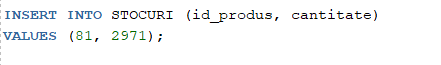 INSERT INTO STOCURI (id_produs, cantitate)
VALUES (81, 2971);